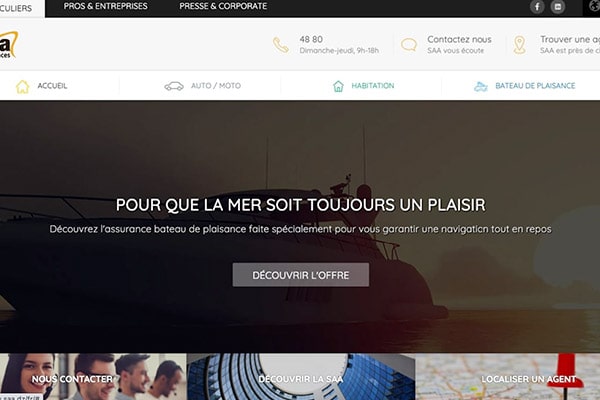 CULIERS PROS & ENTREPRISES PRESSE & CORPORATE
48 80 Contactez nous Trouver une ag
Dimanche-jeudi, 9h-18h SAA vous écoute SAA est près de c
ACCUEIL AUTO / MOTO HABITATION BATEAU DE PLAISANCE
POUR QUE LA MER SOIT TOUJOURS UN PLAISIR
Découvrez l'assurance bateau de plaisance faite spécialement pour vous garantir une navigation tout en repos
DÉCOUVRIR L'OFFRE
NOUS CONTACTER DÉCOUVRIR LA SAA LOCALISER UN AGENT